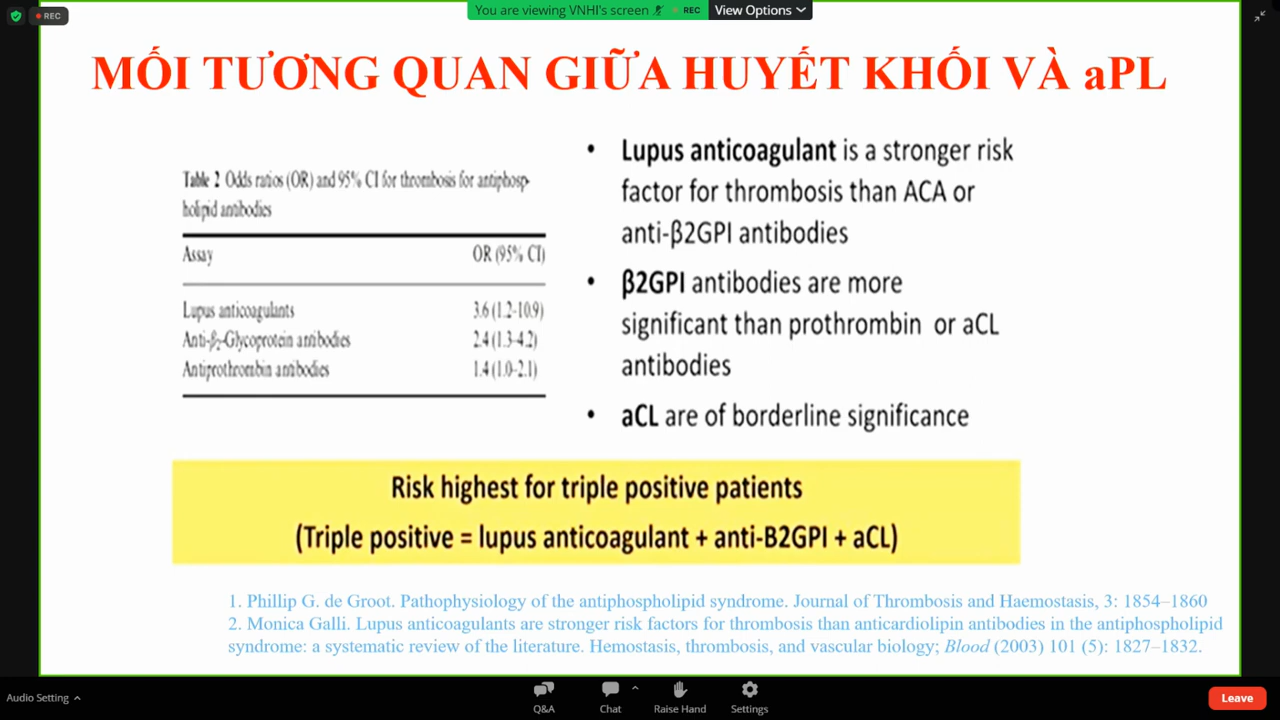 REC
You are viewing VNHI's screen
REC
View Options
MỐI TƯƠNG QUAN GIỮA HUYẾT KHỐI VÀ aPL
Table 2 Odds ratios (OR) and 95% CI for thrombosis for antiphosp-
holipid antibodies
Assay OR (95% CI)
Lupus anticoagulants 3.6 (1.2-10.9)
Anti-β2-Glycoprotein antibodies 2.4 (1.3-4.2)
Antiprothrombin antibodies 1.4 (1.0-2.1)
• Lupus anticoagulant is a stronger risk
factor for thrombosis than ACA or
anti-β2GPI antibodies
• β2GPI antibodies are more
significant than prothrombin or aCL
antibodies
• aCL are of borderline significance
Risk highest for triple positive patients
(Triple positive = lupus anticoagulant + anti-B2GPI + aCL)
1. Phillip G. de Groot. Pathophysiology of the antiphospholipid syndrome. Journal of Thrombosis and Haemostasis, 3: 1854–1860
2. Monica Galli. Lupus anticoagulants are stronger risk factors for thrombosis than anticardiolipin antibodies in the antiphospholipid
syndrome: a systematic review of the literature. Hemostasis, thrombosis, and vascular biology; Blood (2003) 101 (5): 1827–1832.
Audio Setting
Q&A
Chat
Raise Hand
Settings
Leave